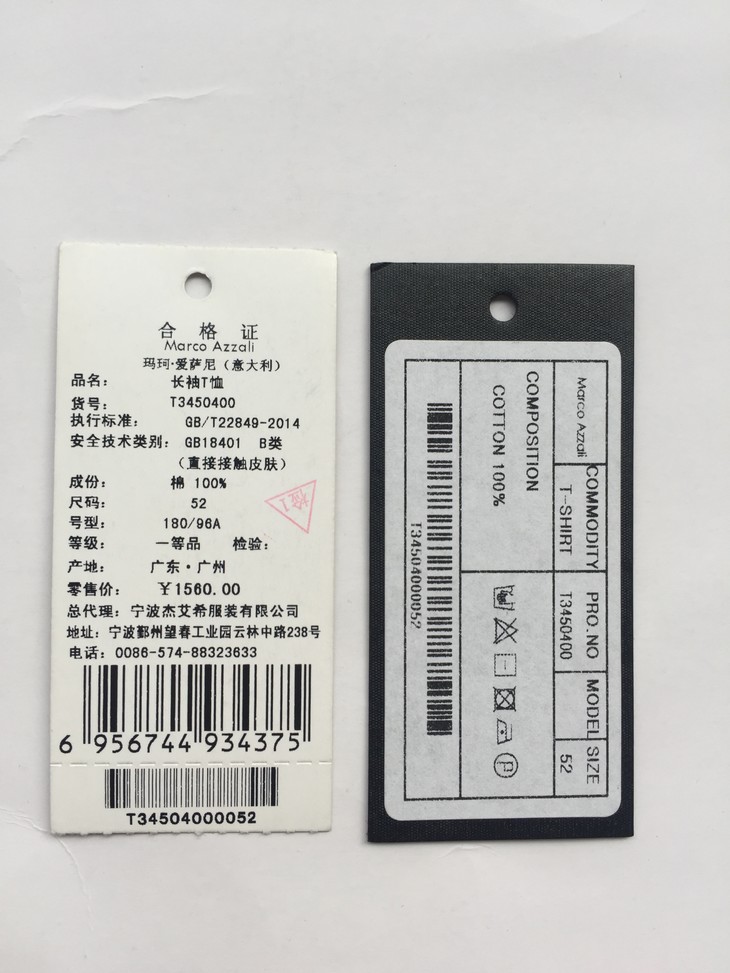 合格证
Marco Azzali
玛珂·爱萨尼（意大利）
品名： 长袖T恤
货号： T3450400
执行标准： GB/T22849-2014
安全技术类别： GB18401 B类
（直接接触皮肤）
成份： 棉 100%
尺码： 52
号型： 180/96A
等级： 一等品 检验：
检1
产地： 广东·广州
零售价： ￥1560.00
总代理：宁波杰艾希服装有限公司
地址：宁波鄞州望春工业园云林中路238号
电话：0086-574-88323633
6 956744 934375
T34504000052
Marco Azzali
COMMODITY PRO.NO MODEL SIZE
T-SHIRT T3450400 52
COMPOSITION
COTTON 100%
P
T34504000052